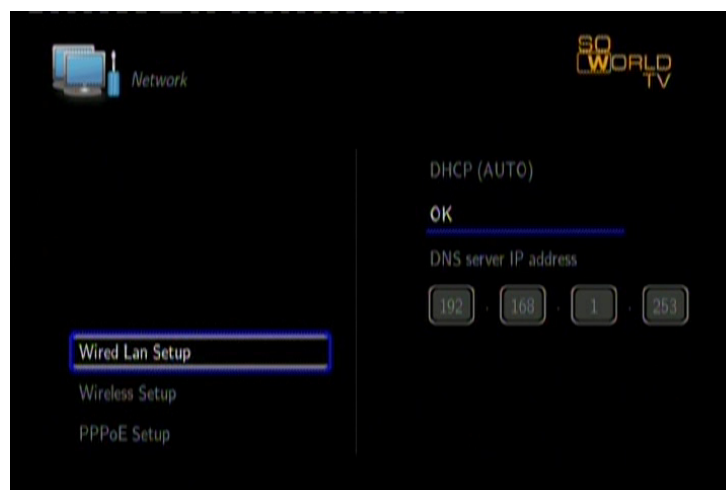 Network
SO
WORLD
TV
DHCP (AUTO)
OK
DNS server IP address
192 . 168 . 1 . 253
Wired Lan Setup
Wireless Setup
PPPoE Setup